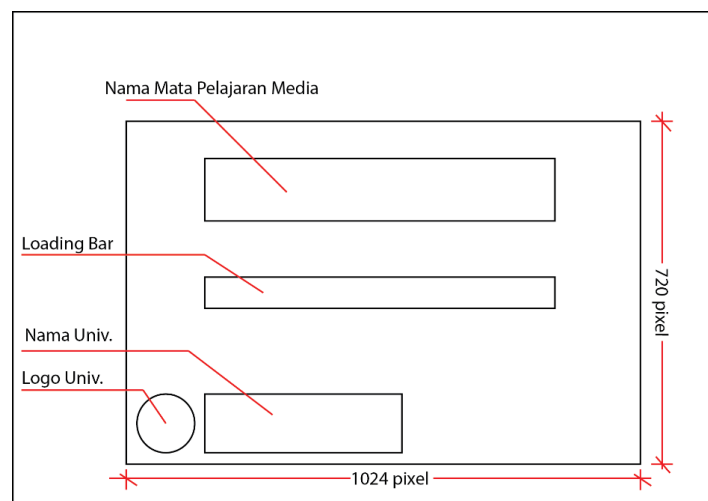 Nama Mata Pelajaran Media
Loading Bar
720 pixel
Nama Univ.
Logo Univ.
1024 pixel